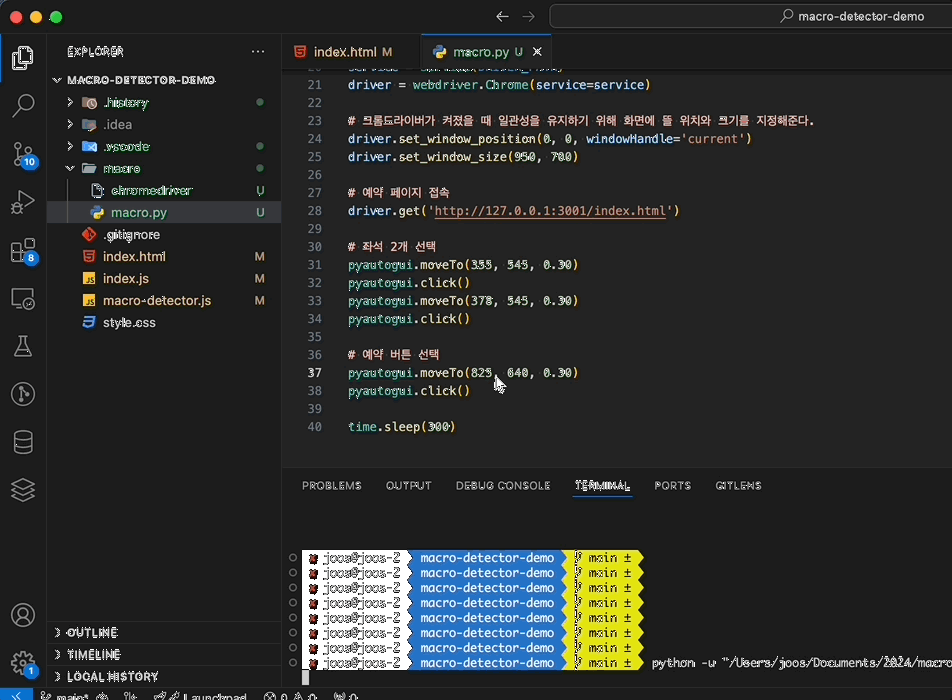 macro-detector-demo
EXPLORER
index.html M
macro.py U
MACRO-DETECTOR-DEMO
.history
.idea
.vscode
macro
chromedriver U
macro.py U
.gitignore
index.html M
index.js M
macro-detector.js M
style.css
OUTLINE
TIMELINE
LOCAL HISTORY
10
8
1
21 driver = webdriver.Chrome(service=service)
22
23 # 크롬드라이버가 켜졌을 때 일관성을 유지하기 위해 화면에 뜰 위치와 크기를 지정해준다.
24 driver.set_window_position(0, 0, windowHandle='current')
25 driver.set_window_size(950, 700)
26
27 # 예약 페이지 접속
28 driver.get('http://127.0.0.1:3001/index.html')
29
30 # 좌석 2개 선택
31 pyautogui.moveTo(355, 545, 0.30)
32 pyautogui.click()
33 pyautogui.moveTo(378, 545, 0.30)
34 pyautogui.click()
35
36 # 예약 버튼 선택
37 pyautogui.moveTo(825, 640, 0.30)
38 pyautogui.click()
39
40 time.sleep(300)
PROBLEMS OUTPUT DEBUG CONSOLE TERMINAL PORTS GITLENS
joos@joos-2 macro-detector-demo main ±
joos@joos-2 macro-detector-demo main ±
joos@joos-2 macro-detector-demo main ±
joos@joos-2 macro-detector-demo main ±
joos@joos-2 macro-detector-demo main ±
joos@joos-2 macro-detector-demo main ±
joos@joos-2 macro-detector-demo main ±
joos@joos-2 macro-detector-demo main ± python -u "/Users/joos/Documents/2024/macro